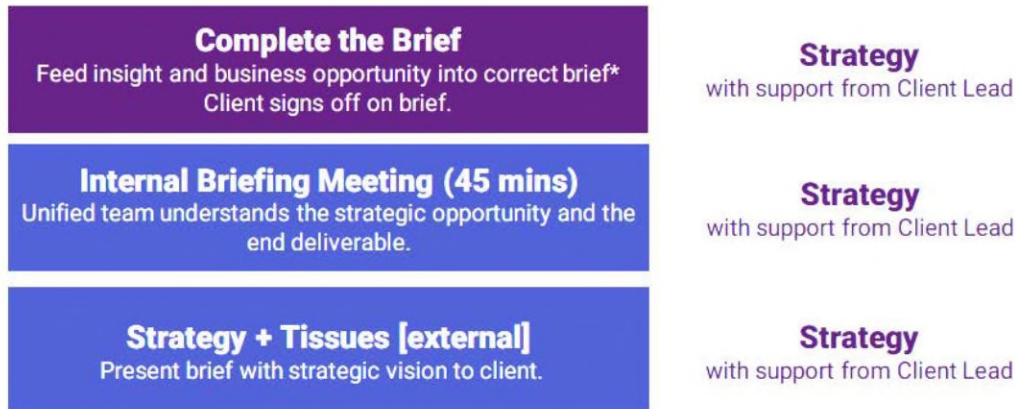 Complete the Brief
Feed insight and business opportunity into correct brief*
Client signs off on brief.
Strategy
with support from Client Lead
Internal Briefing Meeting (45 mins)
Unified team understands the strategic opportunity and the
end deliverable.
Strategy
with support from Client Lead
Strategy + Tissues [external]
Present brief with strategic vision to client.
Strategy
with support from Client Lead